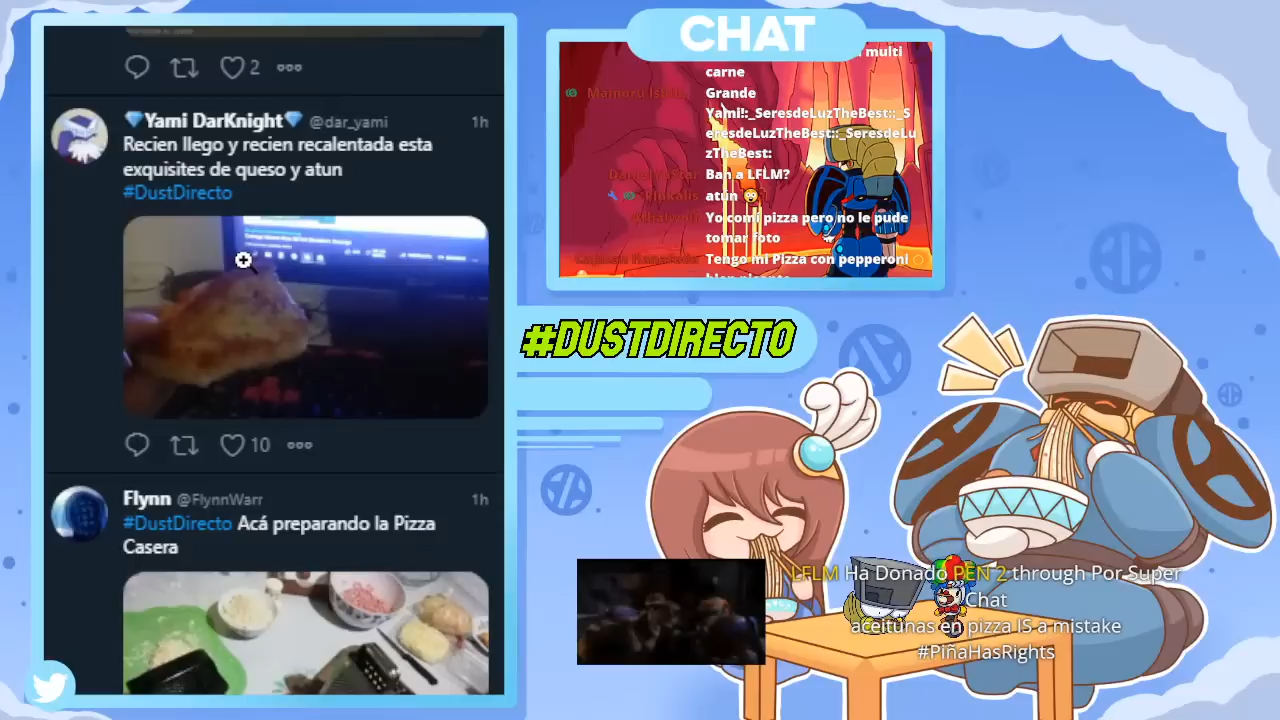 2
💎Yami DarKnight💎 @dar_yami 1h
Recien llego y recien recalentada esta
exquisites de queso y atun
#DustDirecto
10
Flynn @FlynnWarr 1h
#DustDirecto Acá preparando la Pizza
Casera
CHAT
multi
carne
Grande
Yami!:_SeresdeLuzTheBest::_S
eresdeLuzTheBest::_SeresdeLu
zTheBest:
Ban a LFLM?
atún
Yo comi pizza pero no le pude
tomar foto
Tengo mi Pizza con pepperoni
#DUSTDIRECTO
LFLM Ha Donado PEN 2 through Por Super
Chat
aceitunas en pizza IS a mistake
#PiñaHasRights